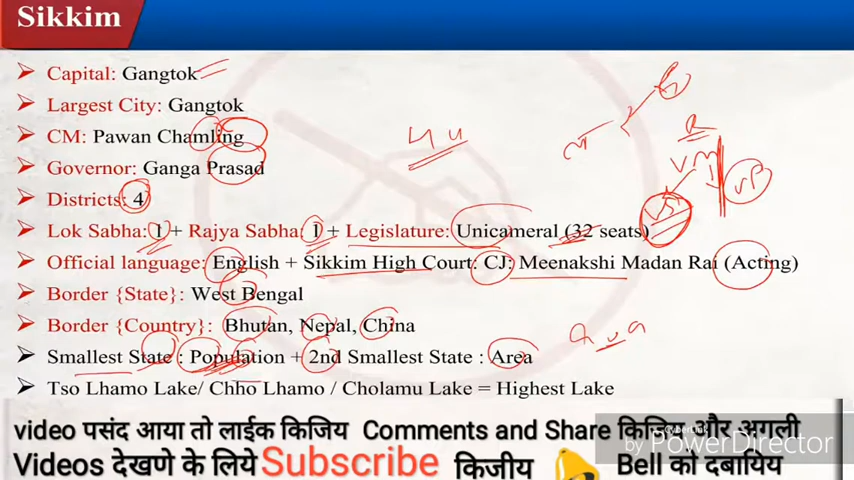 Sikkim
➤ Capital: Gangtok
➤ Largest City: Gangtok
➤ CM: Pawan Chamling
➤ Governor: Ganga Prasad
➤ Districts: 4
➤ Lok Sabha: 1 + Rajya Sabha: 1 + Legislature: Unicameral (32 seats)
➤ Official language: English + Sikkim High Court: CJ: Meenakshi Madan Rai (Acting)
➤ Border {State}: West Bengal
➤ Border {Country}: Bhutan, Nepal, China
➤ Smallest State : Population + 2nd Smallest State : Area
➤ Tso Lhamo Lake/ Chho Lhamo / Cholamu Lake = Highest Lake
video पसंद आया तो लाईक किजिय Comments and Share किजिय और अगली
Videos देखणे के लिये Subscribe किजीय Bell को दबायिय
CyberLink
by PowerDirector